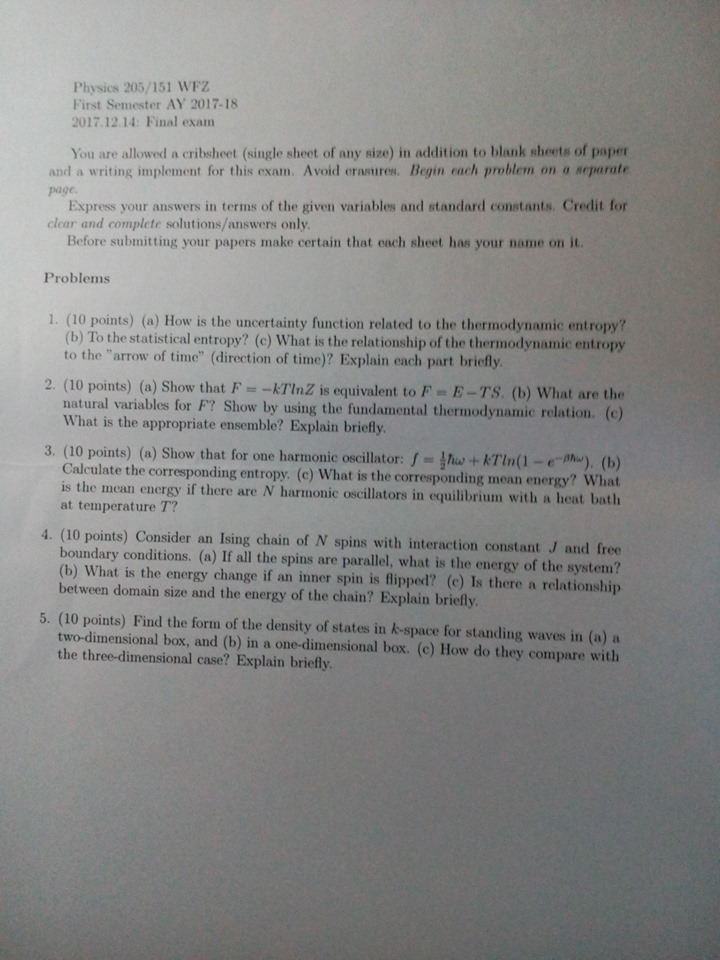 Physics 205/151 WFZ
First Semester AY 2017-18
2017.12.14: Final exam
You are allowed a cribsheet (single sheet of any size) in addition to blank sheets of paper
and a writing implement for this exam. Avoid erasures. Begin each problem on a separate
page.
Express your answers in terms of the given variables and standard constants. Credit for
clear and complete solutions/answers only.
Before submitting your papers make certain that each sheet has your name on it.
Problems
1. (10 points) (a) How is the uncertainty function related to the thermodynamic entropy?
(b) To the statistical entropy? (c) What is the relationship of the thermodynamic entropy
to the "arrow of time" (direction of time)? Explain each part briefly.
2. (10 points) (a) Show that F = −kTlnZ is equivalent to F = E − TS. (b) What are the
natural variables for F? Show by using the fundamental thermodynamic relation. (c)
What is the appropriate ensemble? Explain briefly.
3. (10 points) (a) Show that for one harmonic oscillator: f = ½ħω + kTln(1 − e^{−βħω}). (b)
Calculate the corresponding entropy. (c) What is the corresponding mean energy? What
is the mean energy if there are N harmonic oscillators in equilibrium with a heat bath
at temperature T?
4. (10 points) Consider an Ising chain of N spins with interaction constant J and free
boundary conditions. (a) If all the spins are parallel, what is the energy of the system?
(b) What is the energy change if an inner spin is flipped? (c) Is there a relationship
between domain size and the energy of the chain? Explain briefly.
5. (10 points) Find the form of the density of states in k-space for standing waves in (a) a
two-dimensional box, and (b) in a one-dimensional box. (c) How do they compare with
the three-dimensional case? Explain briefly.